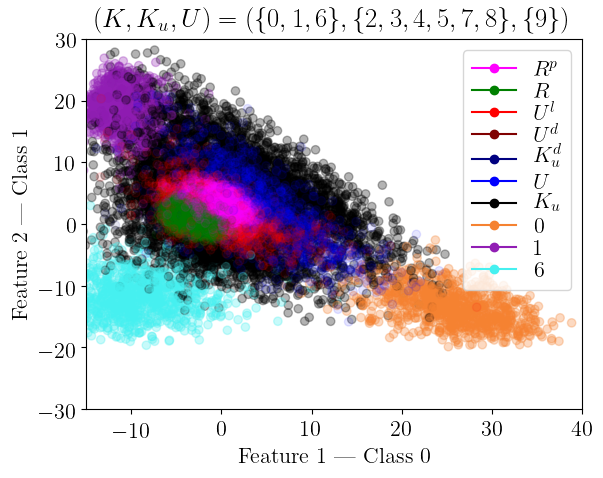 (K, K_u, U) = ({0, 1, 6}, {2, 3, 4, 5, 7, 8}, {9})
30
20
10
0
−10
−20
−30
Feature 2 — Class 1
R^p
R
U^l
U^d
K_u^d
U
K_u
0
1
6
−10
0
10
20
30
40
Feature 1 — Class 0